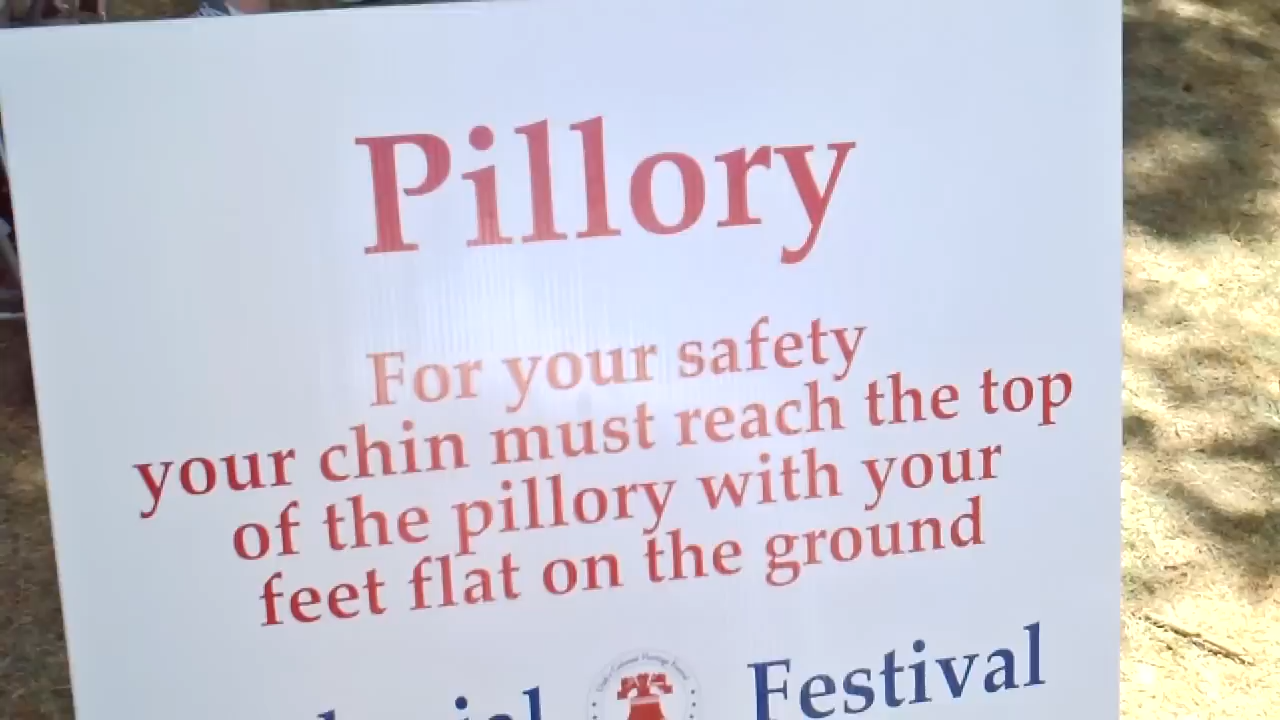 Pillory
For your safety
your chin must reach the top
of the pillory with your
feet flat on the ground
Festival